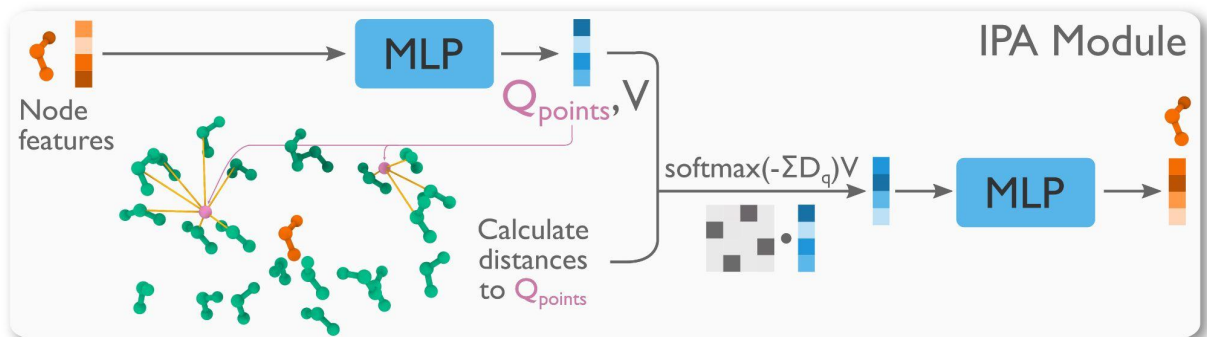 IPA Module
MLP
Node
features
Qpoints, V
softmax(-ΣDq)V
MLP
Calculate
distances
to Qpoints